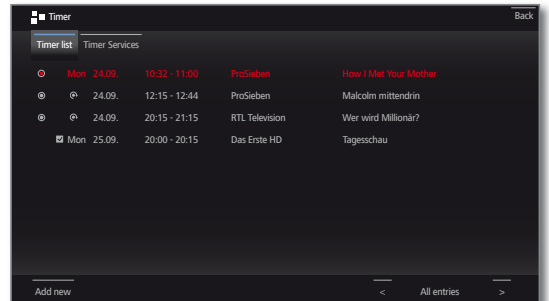 Timer Back
Timer list Timer Services
Mon 24.09. 10:32 - 11:00 ProSieben How I Met Your Mother
24.09. 12:15 - 12:44 ProSieben Malcolm mittendrin
24.09. 20:15 - 21:15 RTL Television Wer wird Millionär?
Mon 25.09. 20:00 - 20:15 Das Erste HD Tagesschau
Add new < All entries >